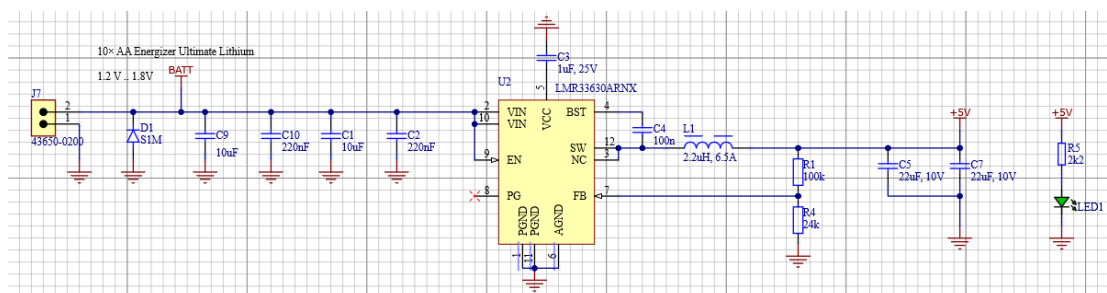 10× AA Energizer Ultimate Lithium
1.2 V .. 1.8V
BATT
J7
2
1
43650-0200
D1
S1M
C9
10uF
C10
220nF
C1
10uF
C2
220nF
C3
1uF, 25V
U2
LMR33630ARNX
5
2
10
9
8
VIN
VIN
EN
PG
VCC
BST
SW
NC
FB
PGND
PGND
AGND
1
11
6
4
12
3
7
C4
100n
L1
2.2uH, 6.5A
R1
100k
R4
24k
C5
22uF, 10V
+5V
C7
22uF, 10V
+5V
R5
2k2
LED1